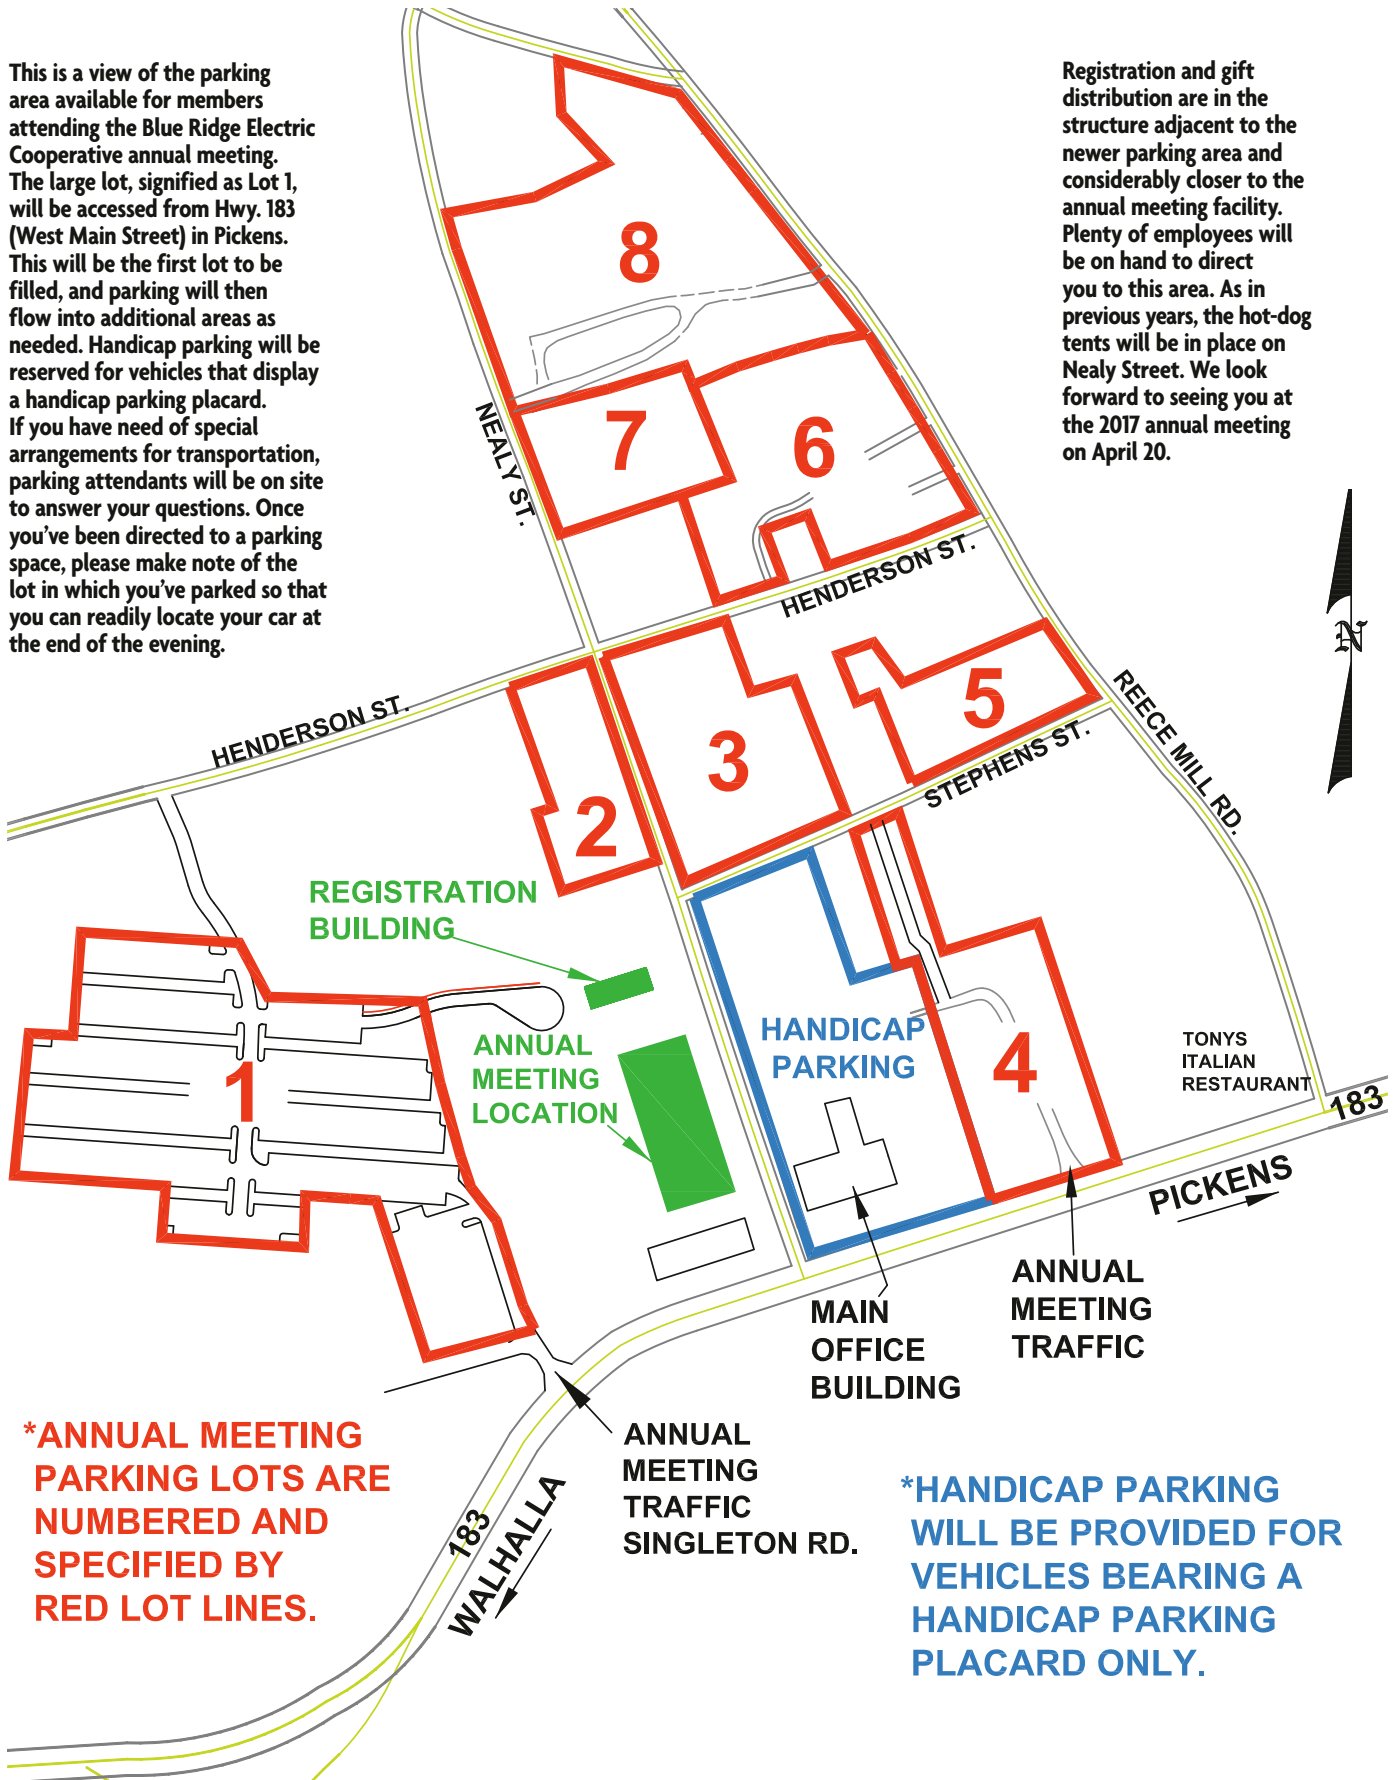 This is a view of the parking
area available for members
attending the Blue Ridge Electric
Cooperative annual meeting.
The large lot, signified as Lot 1,
will be accessed from Hwy. 183
(West Main Street) in Pickens.
This will be the first lot to be
filled, and parking will then
flow into additional areas as
needed. Handicap parking will be
reserved for vehicles that display
a handicap parking placard.
If you have need of special
arrangements for transportation,
parking attendants will be on site
to answer your questions. Once
you've been directed to a parking
space, please make note of the
lot in which you've parked so that
you can readily locate your car at
the end of the evening.
Registration and gift
distribution are in the
structure adjacent to the
newer parking area and
considerably closer to the
annual meeting facility.
Plenty of employees will
be on hand to direct
you to this area. As in
previous years, the hot-dog
tents will be in place on
Nealy Street. We look
forward to seeing you at
the 2017 annual meeting
on April 20.
8
7
6
NEALY ST.
HENDERSON ST.
N
5
REECE MILL RD.
HENDERSON ST.
3
STEPHENS ST.
2
REGISTRATION
BUILDING
1
ANNUAL
MEETING
LOCATION
HANDICAP
PARKING
4
TONYS
ITALIAN
RESTAURANT
183
PICKENS
MAIN
OFFICE
BUILDING
ANNUAL
MEETING
TRAFFIC
ANNUAL
MEETING
TRAFFIC
SINGLETON RD.
183
WALHALLA
*ANNUAL MEETING
PARKING LOTS ARE
NUMBERED AND
SPECIFIED BY
RED LOT LINES.
*HANDICAP PARKING
WILL BE PROVIDED FOR
VEHICLES BEARING A
HANDICAP PARKING
PLACARD ONLY.